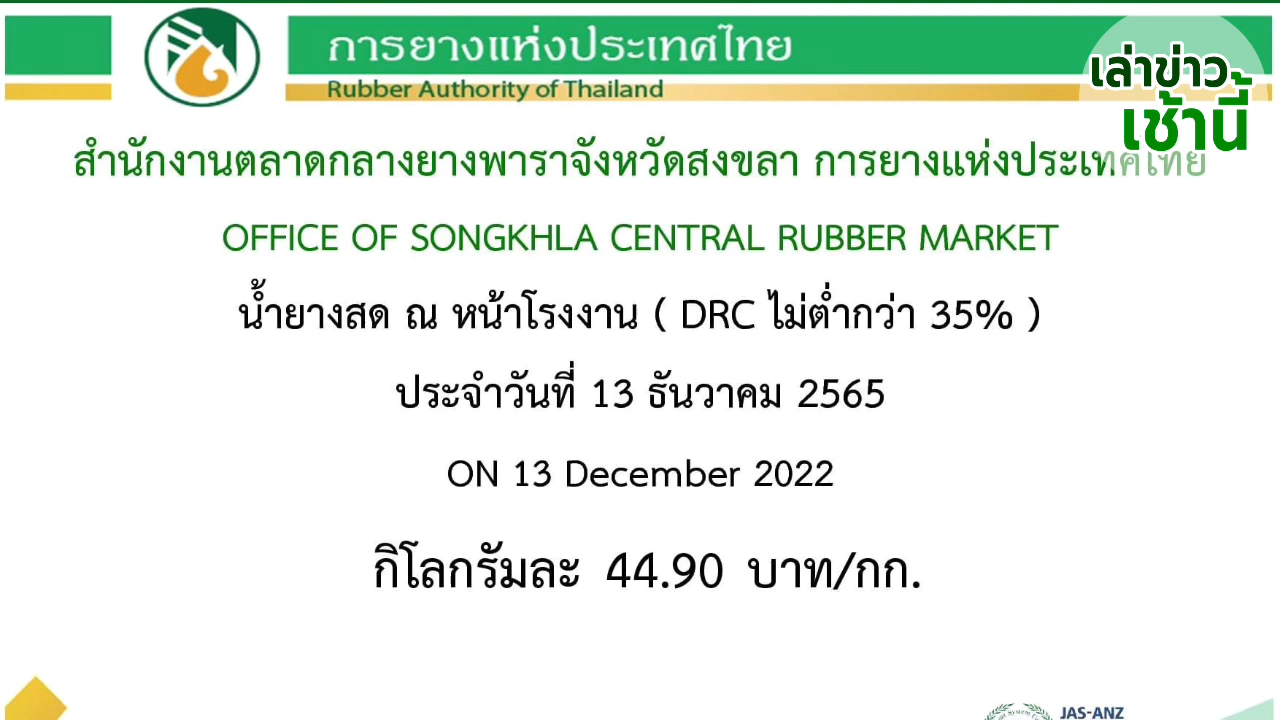 การยางแห่งประเทศไทย
Rubber Authority of Thailand
เล่าข่าว
เช้านี้
สำนักงานตลาดกลางยางพาราจังหวัดสงขลา การยางแห่งประเทศไทย
OFFICE OF SONGKHLA CENTRAL RUBBER MARKET
น้ำยางสด ณ หน้าโรงงาน ( DRC ไม่ต่ำกว่า 35% )
ประจำวันที่ 13 ธันวาคม 2565
ON 13 December 2022
กิโลกรัมละ 44.90 บาท/กก.
JAS-ANZ